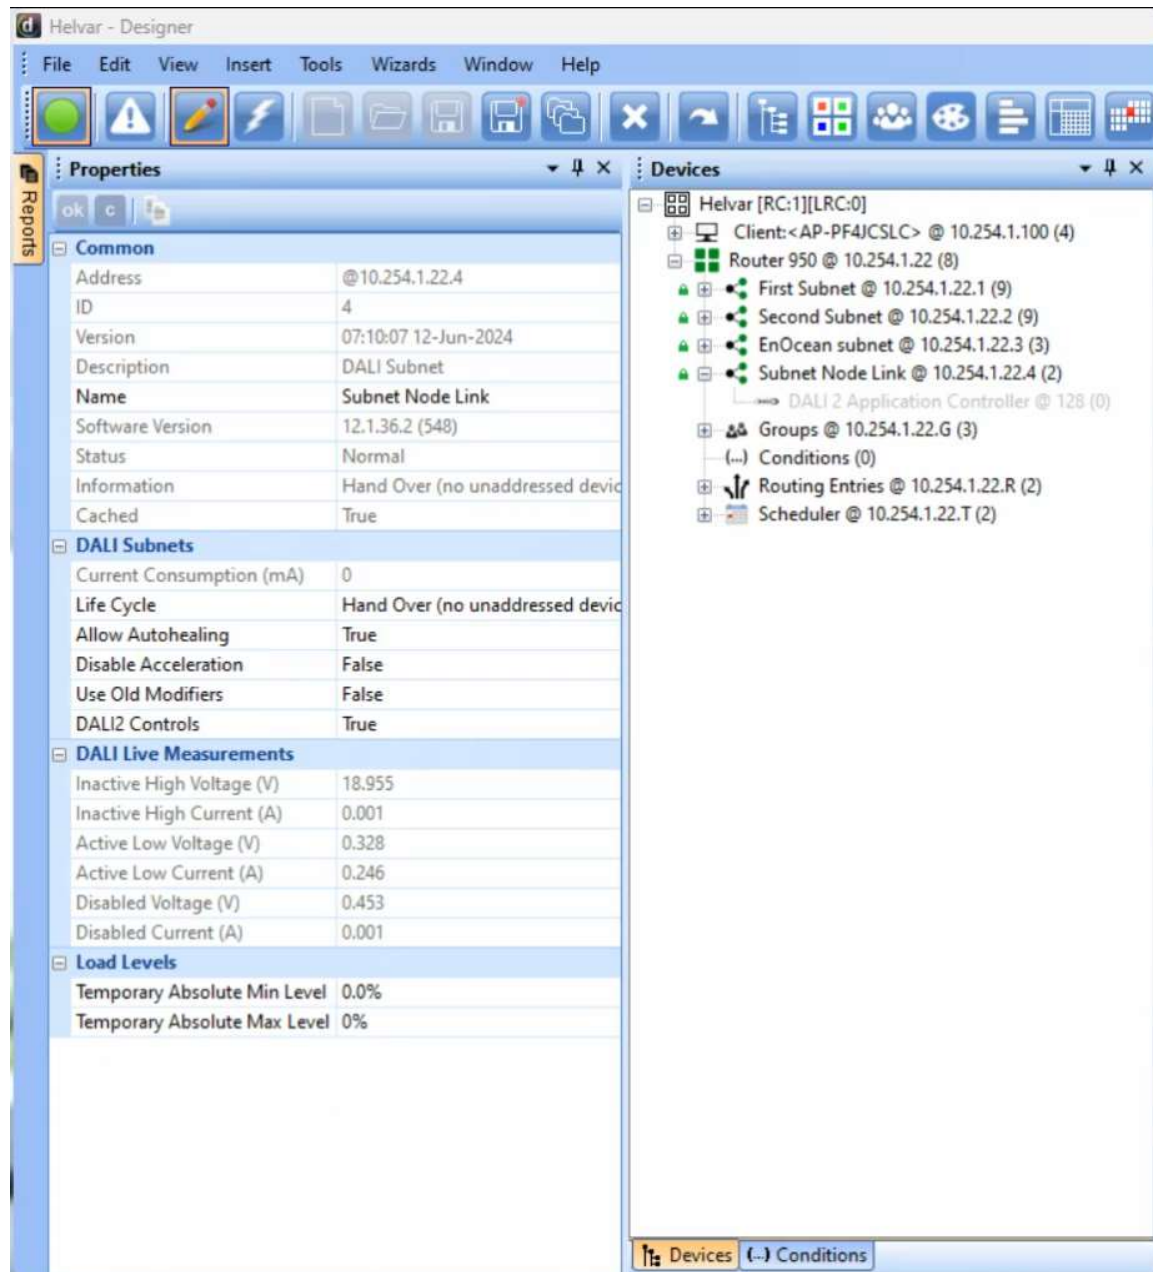 Helvar - Designer
File Edit View Insert Tools Wizards Window Help
Reports
Properties
ok c
Common
Address @10.254.1.22.4
ID 4
Version 07:10:07 12-Jun-2024
Description DALI Subnet
Name Subnet Node Link
Software Version 12.1.36.2 (548)
Status Normal
Information Hand Over (no unaddressed devic
Cached True
DALI Subnets
Current Consumption (mA) 0
Life Cycle Hand Over (no unaddressed devic
Allow Autohealing True
Disable Acceleration False
Use Old Modifiers False
DALI2 Controls True
DALI Live Measurements
Inactive High Voltage (V) 18.955
Inactive High Current (A) 0.001
Active Low Voltage (V) 0.328
Active Low Current (A) 0.246
Disabled Voltage (V) 0.453
Disabled Current (A) 0.001
Load Levels
Temporary Absolute Min Level 0.0%
Temporary Absolute Max Level 0%
Devices
Helvar [RC:1][LRC:0]
Client:<AP-PF4JCSLC> @ 10.254.1.100 (4)
Router 950 @ 10.254.1.22 (8)
First Subnet @ 10.254.1.22.1 (9)
Second Subnet @ 10.254.1.22.2 (9)
EnOcean subnet @ 10.254.1.22.3 (3)
Subnet Node Link @ 10.254.1.22.4 (2)
DALI 2 Application Controller @ 128 (0)
Groups @ 10.254.1.22.G (3)
(...) Conditions (0)
Routing Entries @ 10.254.1.22.R (2)
Scheduler @ 10.254.1.22.T (2)
Devices (...) Conditions